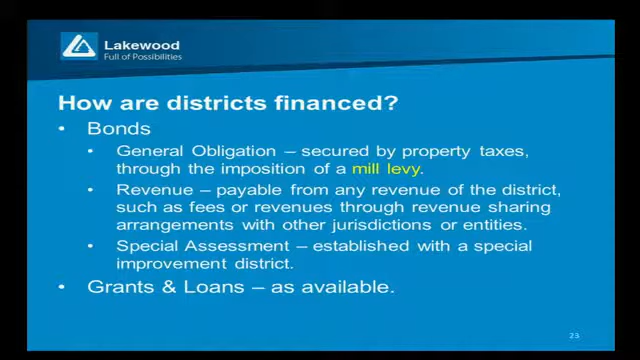 Lakewood
Full of Possibilities
How are districts financed?
• Bonds
• General Obligation – secured by property taxes,
through the imposition of a mill levy.
• Revenue – payable from any revenue of the district,
such as fees or revenues through revenue sharing
arrangements with other jurisdictions or entities.
• Special Assessment – established with a special
improvement district.
• Grants & Loans – as available.
23